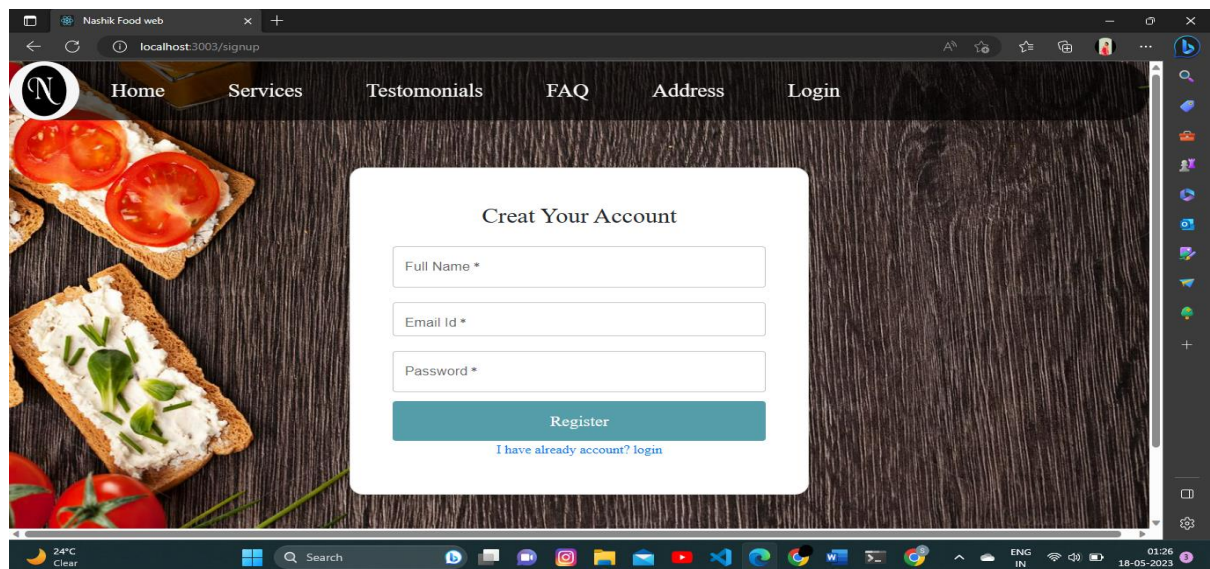 Nashik Food web
localhost:3003/signup
N Home Services Testomonials FAQ Address Login
Creat Your Account
Full Name *
Email Id *
Password *
Register
I have already account? login
24°C
Clear
Search
ENG
IN
01:26
18-05-2023
3